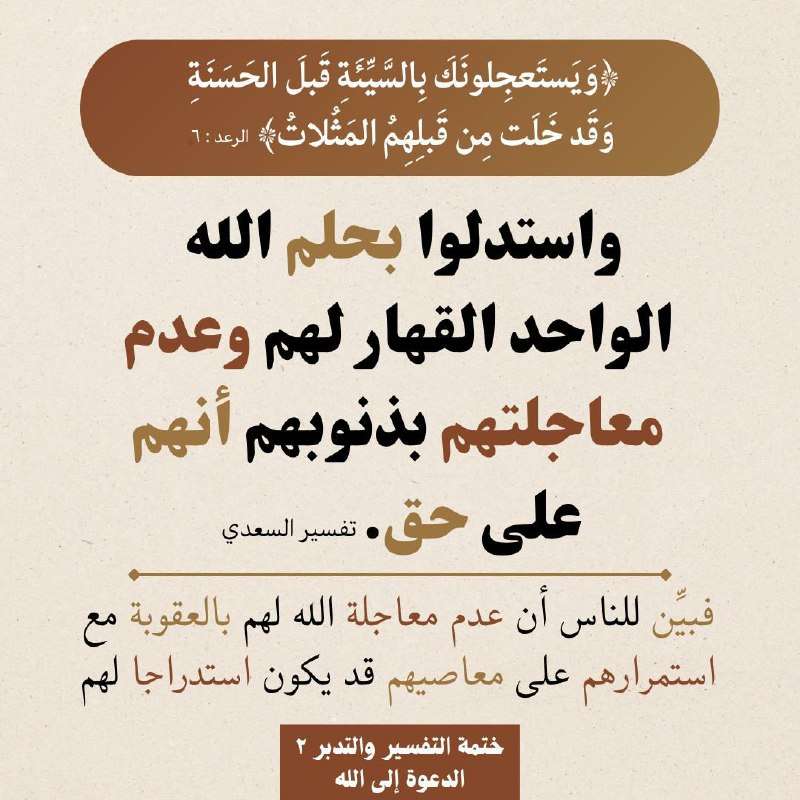 ﴿وَيَستَعجِلونَكَ بِالسَّيِّئَةِ قَبلَ الحَسَنَةِ
وَقَد خَلَت مِن قَبلِهِمُ المَثُلاتُ﴾ الرعد : ٦
واستدلوا بحلم الله
الواحد القهار لهم وعدم
معاجلتهم بذنوبهم أنهم
على حق. تفسير السعدي
فبيِّن للناس أن عدم معاجلة الله لهم بالعقوبة مع
استمرارهم على معاصيهم قد يكون استدراجا لهم
ختمة التفسير والتدبر ٢
الدعوة إلى الله